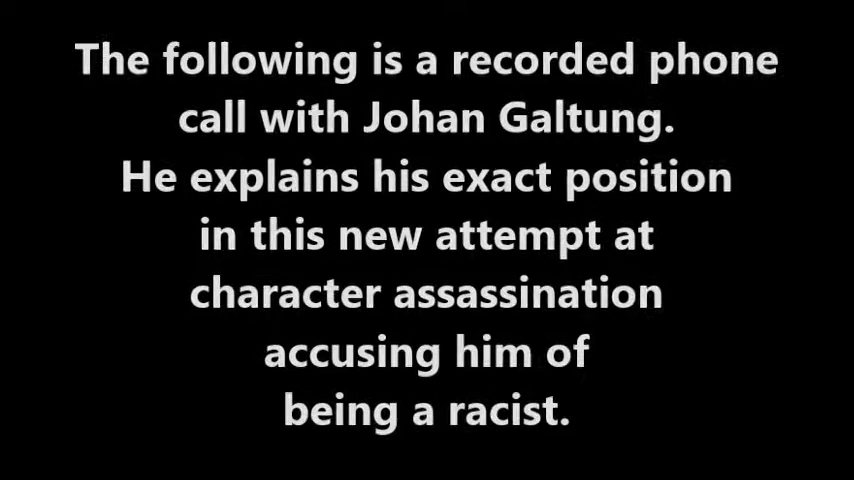 The following is a recorded phone
call with Johan Galtung.
He explains his exact position
in this new attempt at
character assassination
accusing him of
being a racist.